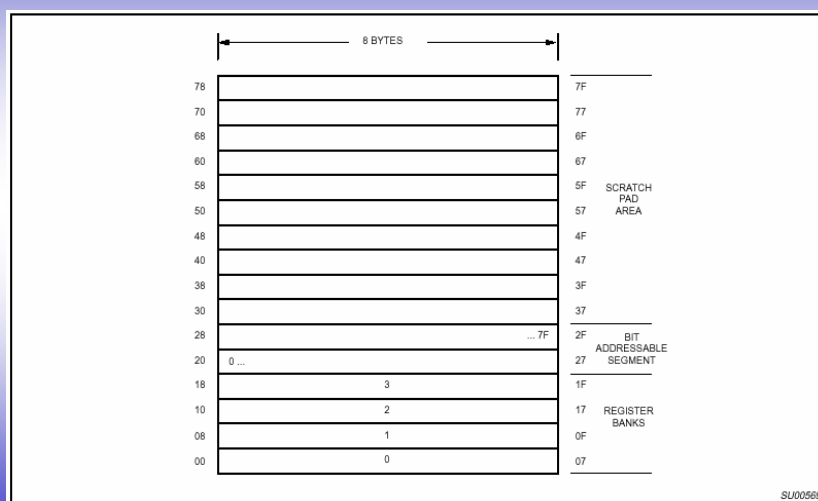 8 BYTES
78 7F
70 77
68 6F
60 67
58 5F SCRATCH
PAD
50 57 AREA
48 4F
40 47
38 3F
30 37
28 ... 7F 2F BIT
ADDRESSABLE
20 0 ... 27 SEGMENT
18 3 1F
10 2 17 REGISTER
BANKS
08 1 0F
00 0 07